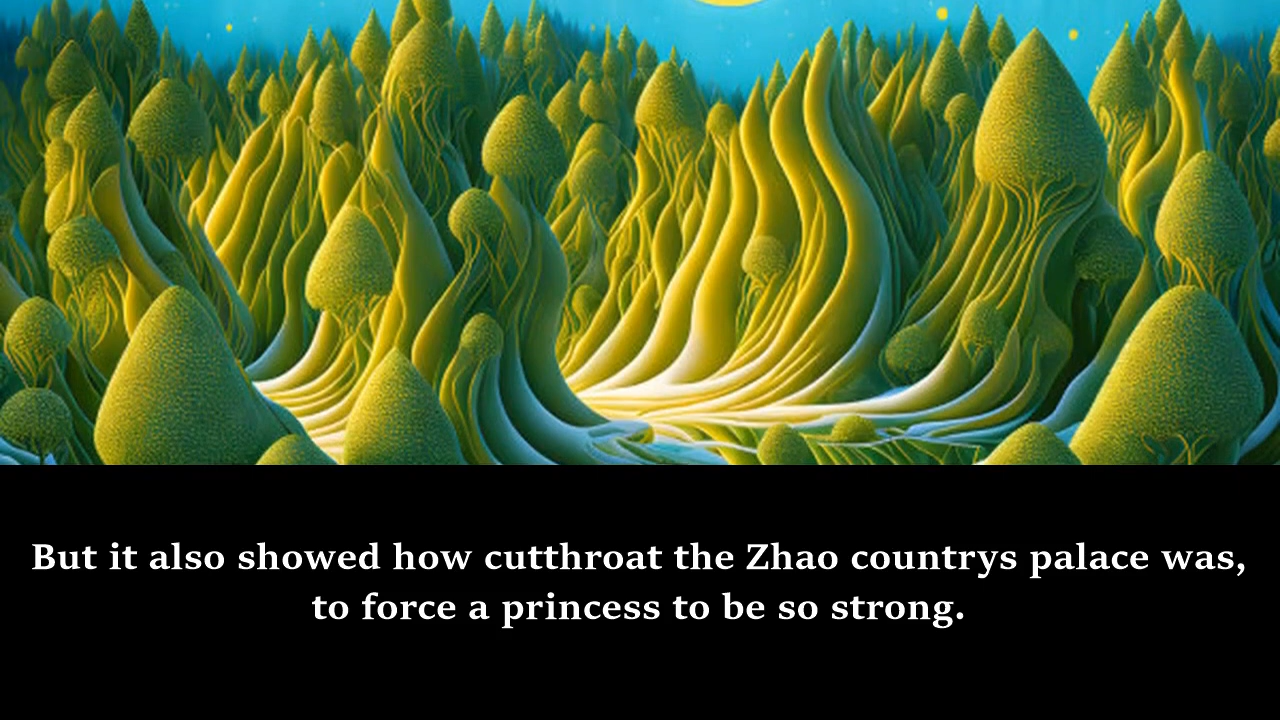 But it also showed how cutthroat the Zhao countrys palace was,
to force a princess to be so strong.